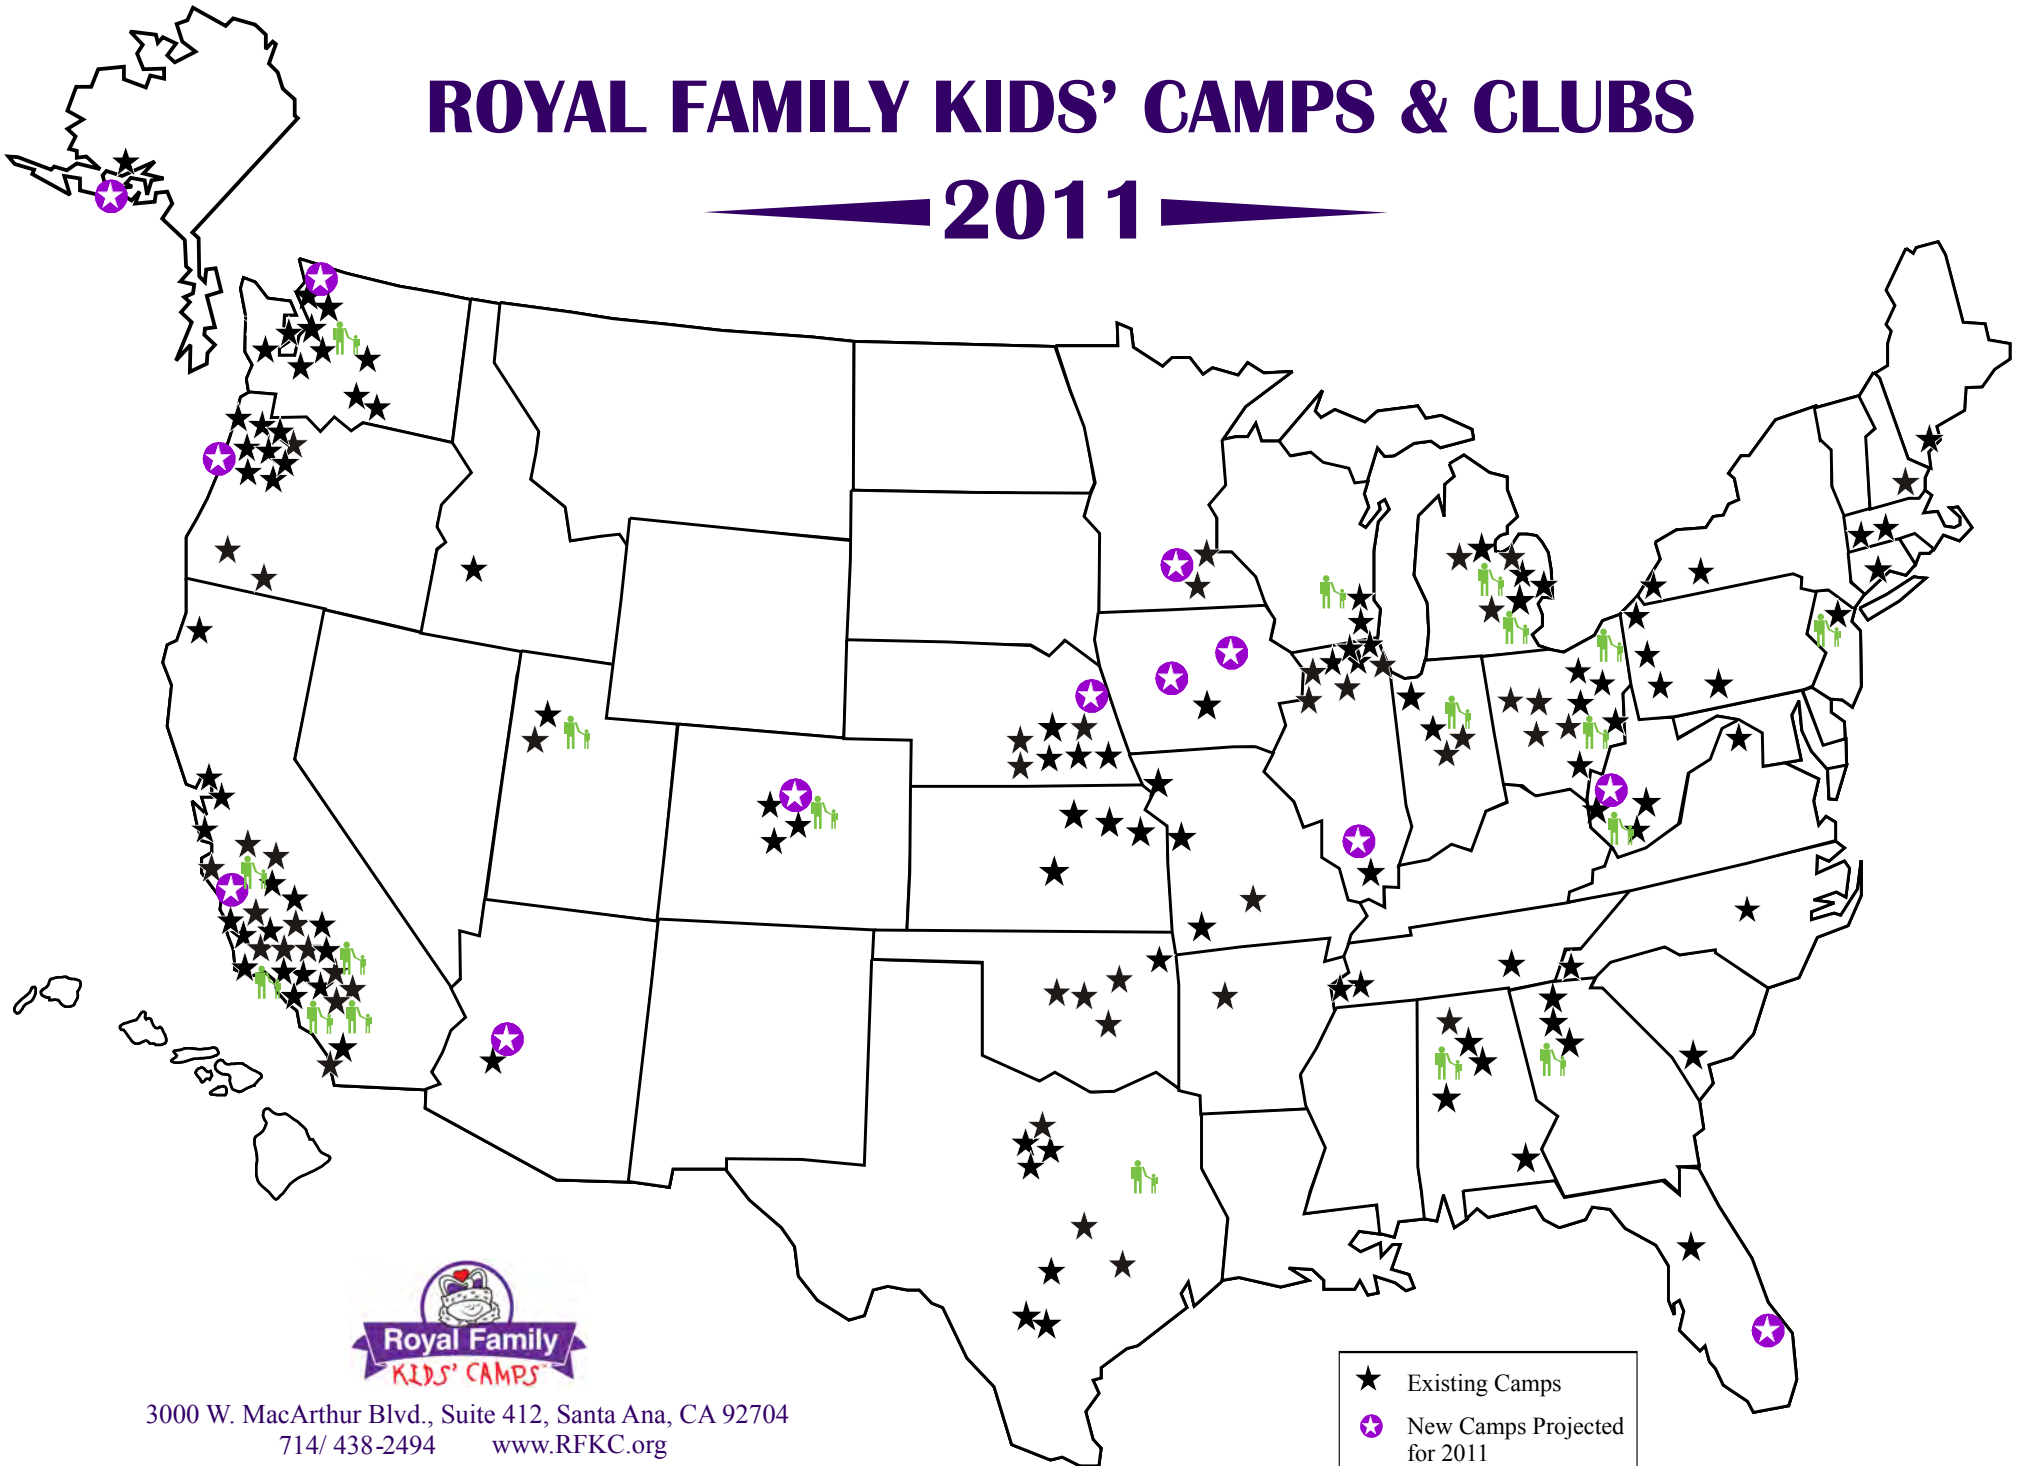 ROYAL FAMILY KIDS’ CAMPS & CLUBS
2011
Royal Family
KIDS’ CAMPS™
3000 W. MacArthur Blvd., Suite 412, Santa Ana, CA 92704
714/ 438-2494 www.RFKC.org
Existing Camps
New Camps Projected
for 2011